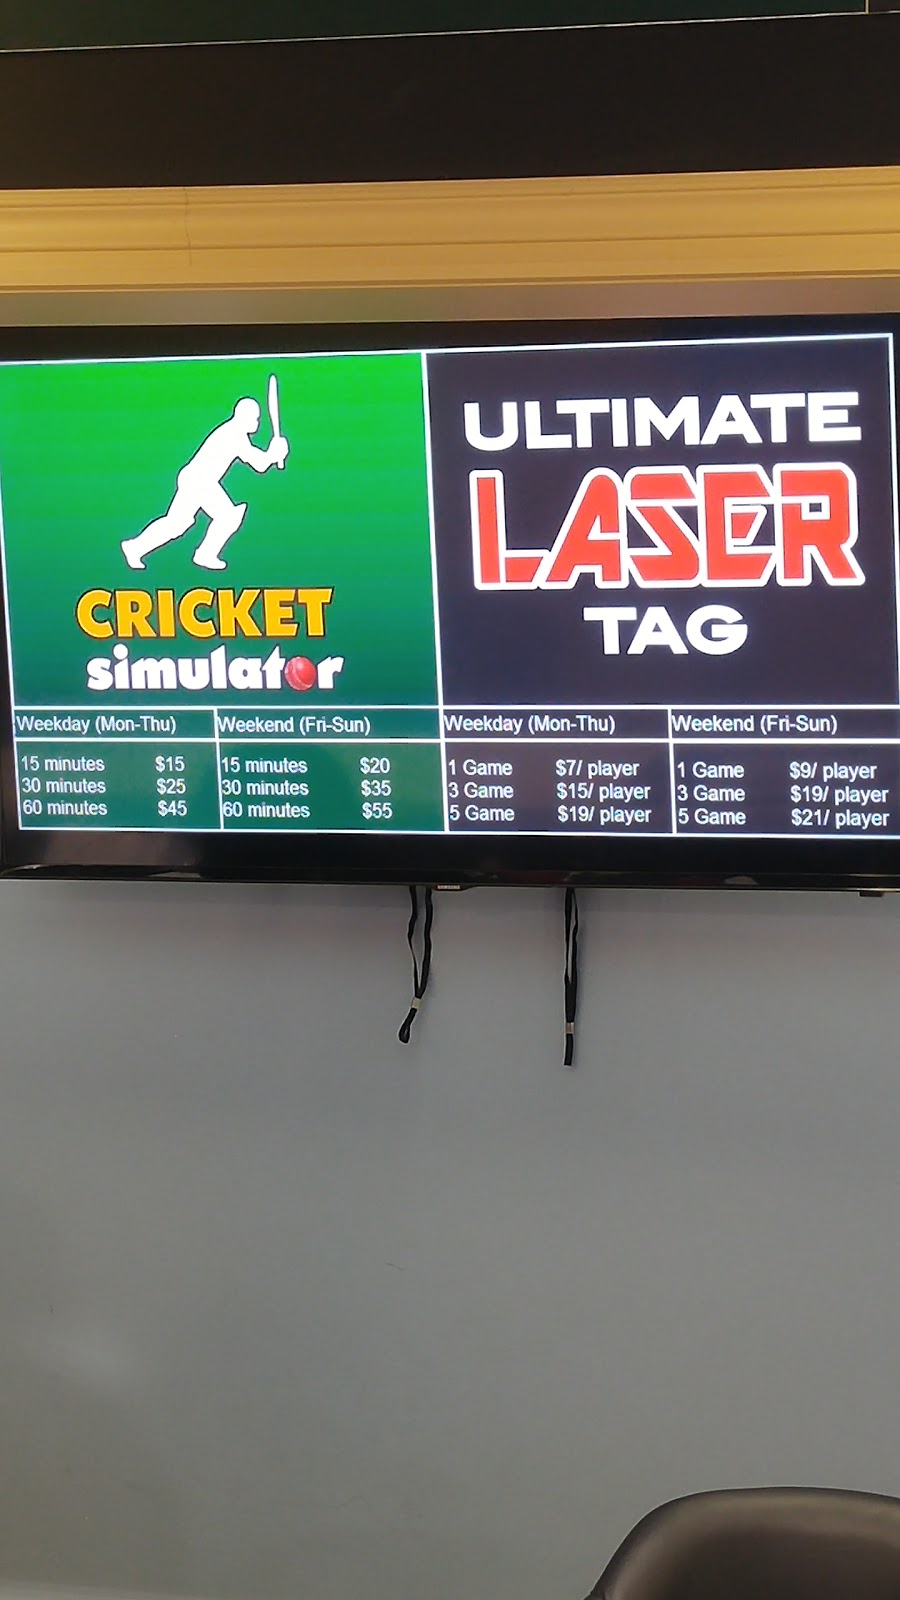 CRICKET
simulator
Weekday (Mon-Thu)
Weekend (Fri-Sun)
15 minutes $15
30 minutes $25
60 minutes $45
15 minutes $20
30 minutes $35
60 minutes $55
ULTIMATE
LASER
TAG
Weekday (Mon-Thu)
Weekend (Fri-Sun)
1 Game $7/ player
3 Game $15/ player
5 Game $19/ player
1 Game $9/ player
3 Game $19/ player
5 Game $21/ player